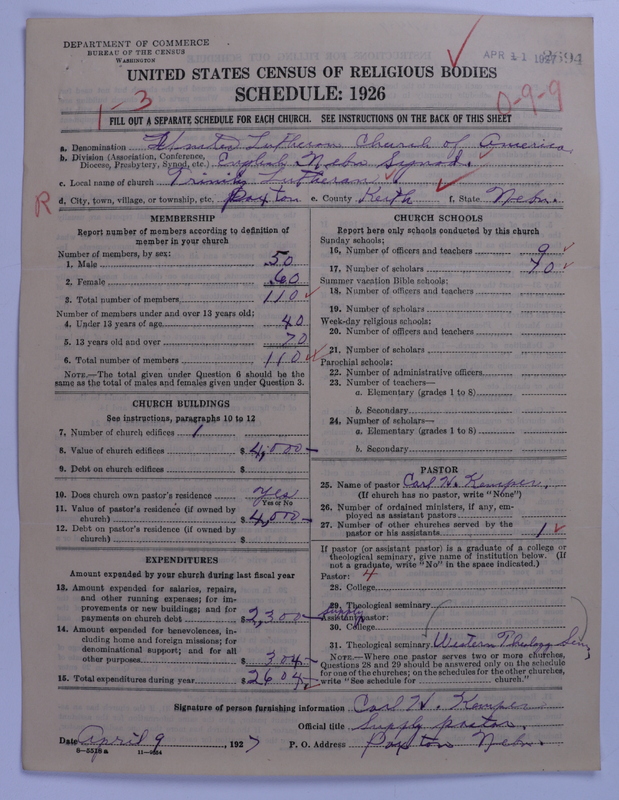 DEPARTMENT OF COMMERCE
BUREAU OF THE CENSUS
WASHINGTON
APR 11 1927
UNITED STATES CENSUS OF RELIGIOUS BODIES
SCHEDULE: 1926
1-3
0-9-9
FILL OUT A SEPARATE SCHEDULE FOR EACH CHURCH. SEE INSTRUCTIONS ON THE BACK OF THIS SHEET
a. Denomination United Lutheran Church of America
b. Division (Association, Conference,
Diocese, Presbytery, Synod, etc.) English Nebr Synod.
c. Local name of church Trinity Lutheran
R
d. City, town, village, or township, etc. Paxton e. County Keith f. State Nebr.
MEMBERSHIP
Report number of members according to definition of
member in your church
Number of members, by sex:
1. Male 50
2. Female 60
3. Total number of members 110
Number of members under and over 13 years old:
4. Under 13 years of age 40
5. 13 years old and over 70
6. Total number of members 110
NOTE.—The total given under Question 6 should be the
same as the total of males and females given under Question 3.
CHURCH BUILDINGS
See instructions, paragraphs 10 to 12
7. Number of church edifices 1
8. Value of church edifices $ 4,000
9. Debt on church edifices $
10. Does church own pastor's residence Yes
Yes or No
11. Value of pastor's residence (if owned by
church) $ 4,000
12. Debt on pastor's residence (if owned by
church) $
EXPENDITURES
Amount expended by your church during last fiscal year
13. Amount expended for salaries, repairs,
and other running expenses; for im-
provements or new buildings; and for
payments on church debt $ 2,300
14. Amount expended for benevolences, in-
cluding home and foreign missions; for
denominational support; and for all
other purposes $ 304
15. Total expenditures during year $ 2604
CHURCH SCHOOLS
Report here only schools conducted by this church
Sunday schools:
16. Number of officers and teachers 9
17. Number of scholars 70
Summer vacation Bible schools:
18. Number of officers and teachers
19. Number of scholars
Week-day religious schools:
20. Number of officers and teachers
21. Number of scholars
Parochial schools:
22. Number of administrative officers
23. Number of teachers—
a. Elementary (grades 1 to 8)
b. Secondary
24. Number of scholars—
a. Elementary (grades 1 to 8)
b. Secondary
PASTOR
25. Name of pastor Carl H. Kemper.
(If church has no pastor, write "None")
26. Number of ordained ministers, if any, em-
ployed as assistant pastors
27. Number of other churches served by the
pastor or his assistants 1
If pastor (or assistant pastor) is a graduate of a college or
theological seminary, give name of institution below. (If
not a graduate, write "No" in the space indicated.)
Pastor: 4
28. College
29. Theological seminary
Supply
Assistant pastor:
30. College
31. Theological seminary Western Theology Sem
NOTE.—Where one pastor serves two or more churches,
Questions 28 and 29 should be answered only on the schedule
for one of the churches; on the schedules for the other churches,
write "See schedule for church."
Signature of person furnishing information Carl H. Kemper
Official title Supply pastor.
Date April 9, 1927 P. O. Address Paxton Nebr.
8-5518a 11-9184